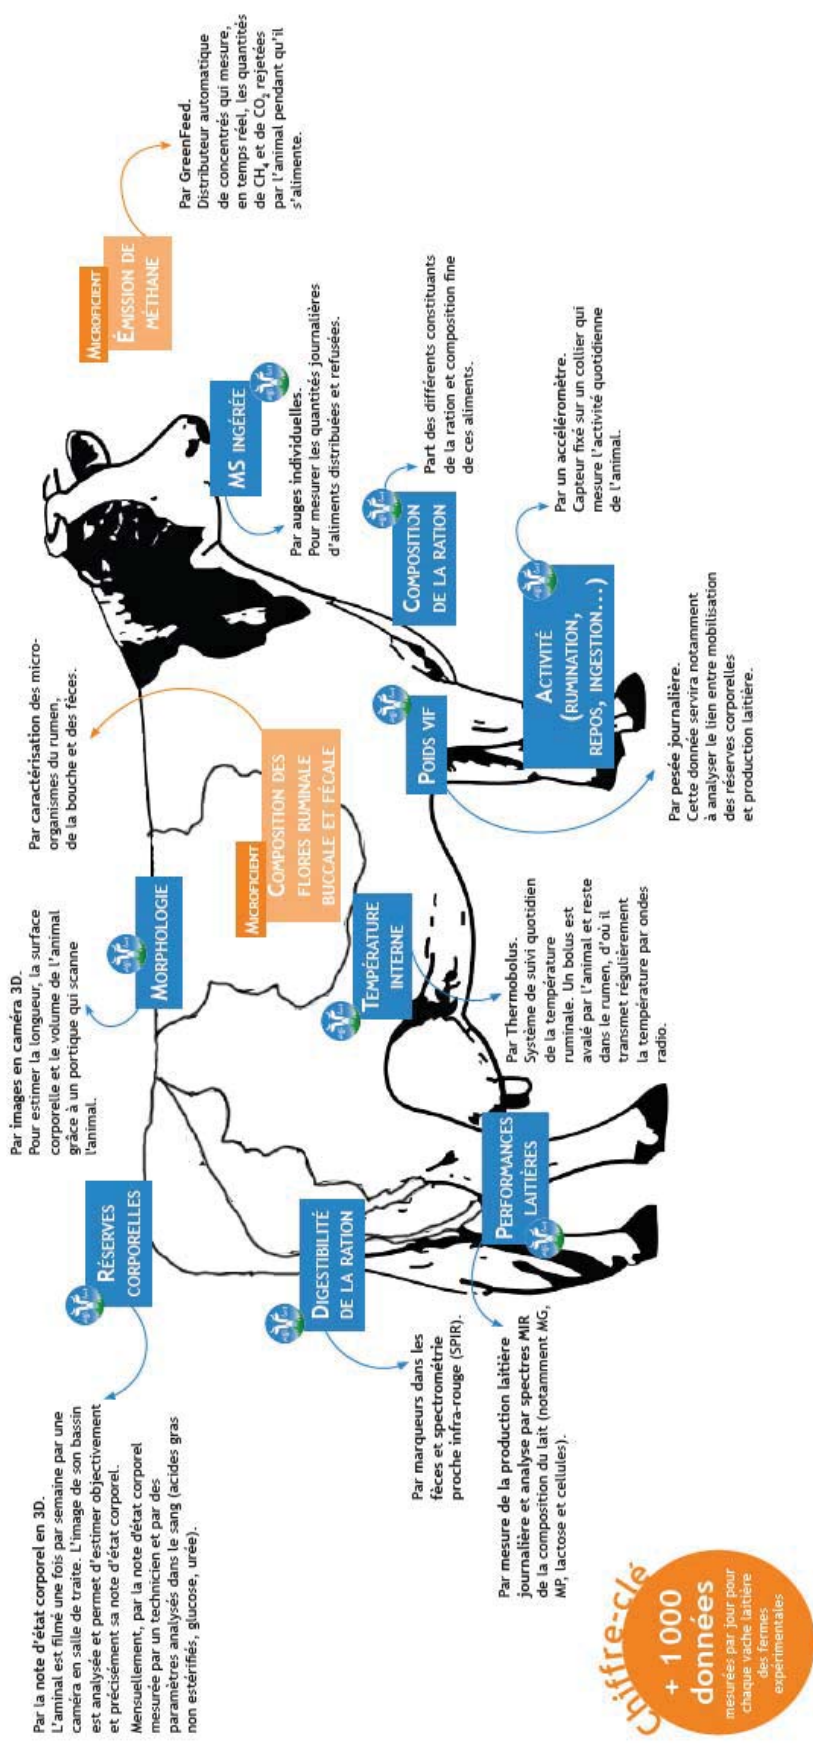 Par la note d'état corporel en 3D.
L'aminal est filmé une fois par semaine par une
caméra en salle de traite. L'image de son bassin
est analysée et permet d'estimer objectivement
et précisément sa note d'état corporel.
Mensuellement, par la note d'état corporel
mesurée par un technicien et par des
paramètres analysés dans le sang (acides gras
non estérifiés, glucose, urée).
RÉSERVES
CORPORELLES
Par images en caméra 3D.
Pour estimer la longueur, la surface
corporelle et le volume de l'animal
grâce à un portique qui scanne
l'animal.
MORPHOLOGIE
Par caractérisation des micro-
organismes du rumen,
de la bouche et des fèces.
MICROFICIENT
COMPOSITION DES
FLORES RUMINALE
BUCCALE ET FÉCALE
MICROFICIENT
ÉMISSION DE
MÉTHANE
Par GreenFeed.
Distributeur automatique
de concentrés qui mesure,
en temps réel, les quantités
de CH₄ et de CO₂ rejetées
par l'animal pendant qu'il
s'alimente.
MS INGÉRÉE
Par auges individuelles.
Pour mesurer les quantités journalières
d'aliments distribuées et refusées.
DIGESTIBILITÉ
DE LA RATION
Par marqueurs dans les
fèces et spectrométrie
proche infra-rouge (SPIR).
TEMPÉRATURE
INTERNE
Par Thermobolus.
Système de suivi quotidien
de la température
ruminale. Un bolus est
avalé par l'animal et reste
dans le rumen, d'où il
transmet régulièrement
la température par ondes
radio.
COMPOSITION
DE LA RATION
Part des différents constituants
de la ration et composition fine
de ces aliments.
POIDS VIF
Par pesée journalière.
Cette donnée servira notamment
à analyser le lien entre mobilisation
des réserves corporelles
et production laitière.
PERFORMANCES
LAITIÈRES
Par mesure de la production laitière
journalière et analyse par spectres MIR
de la composition du lait (notamment MG,
MP, lactose et cellules).
ACTIVITÉ
(RUMINATION,
REPOS, INGESTION...)
Par un accéléromètre.
Capteur fixé sur un collier qui
mesure l'activité quotidienne
de l'animal.
Chiffre-clé
+ 1000
données
mesurées par jour pour
chaque vache laitière
des fermes
expérimentales